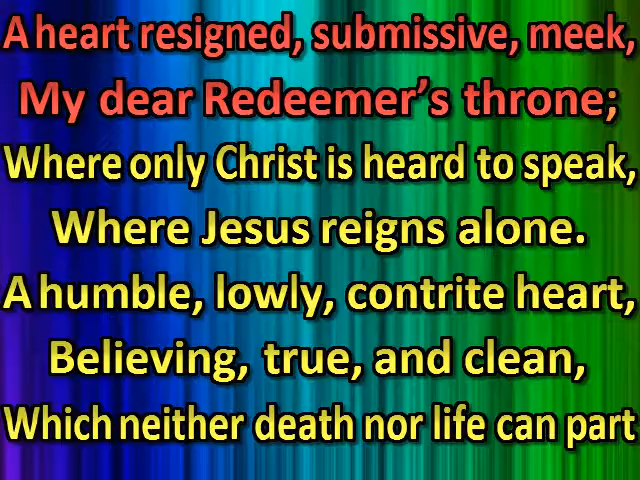 A heart resigned, submissive, meek,
My dear Redeemer's throne;
Where only Christ is heard to speak,
Where Jesus reigns alone.
A humble, lowly, contrite heart,
Believing, true, and clean,
Which neither death nor life can part